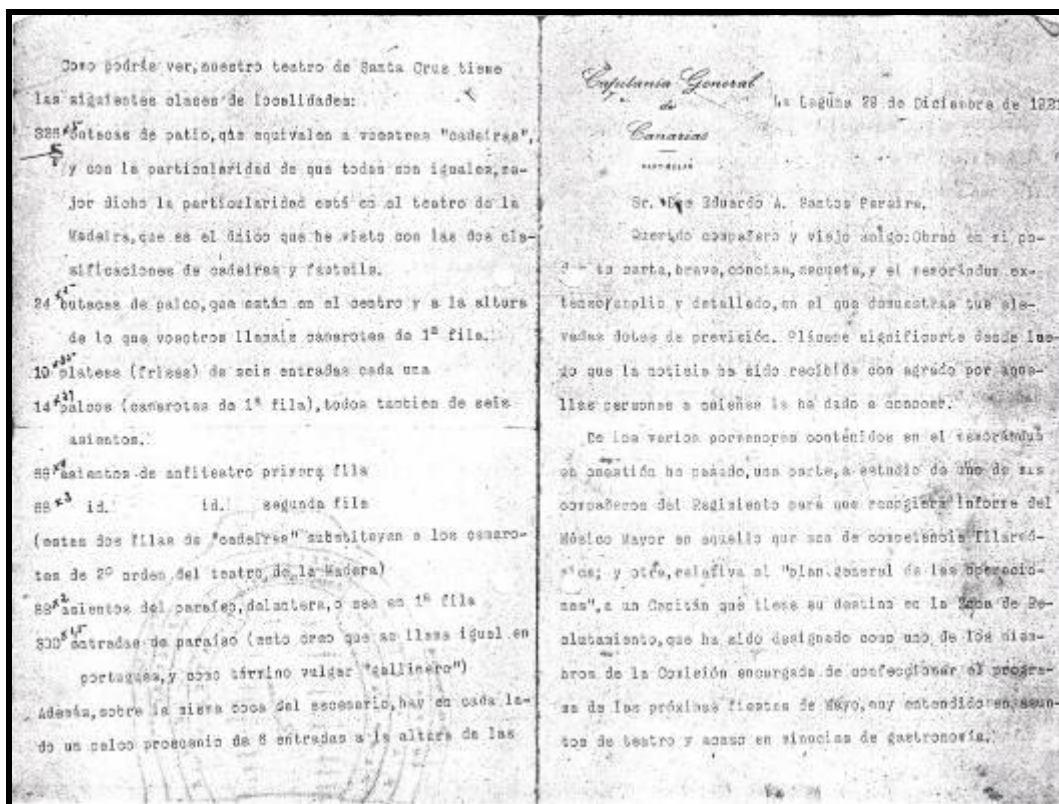 Como podrás ver, nuestro teatro de Santa Cruz tiene
las siguientes clases de localidades:
butacas de patio, que equivalen a vuestras "cadeiras",
y con la particularidad de que todas son iguales, me-
jor dicho la particularidad está en el teatro de la
Madeira, que es el único que he visto con las dos cla-
sificaciones de cadeiras y fauteils.
24 butacas de palco, que están en el centro y a la altura
de lo que vosotros llamais camarotes de 1ª fila.
10 plateas (frisas) de seis entradas cada una
14 palcos (camarotes de 1ª fila), todos tambien de seis
asientos.
88 asientos de anfiteatro primera fila
88 x3 id. id. segunda fila
(estas dos filas de "cadeiras" substituyen a los camaro-
tes de 2º orden del teatro de la Madera)
88 x2 asientos del paraíso, delantera, o sea en 1ª fila
300 entradas de paraíso (esto creo que se llama igual en
portugues, y como término vulgar "gallinero")
Además, sobre la misma boca del escenario, hay en cada la-
do un palco proscenio de 8 entradas a la altura de las
Capitanía General
de
Canarias
La Laguna 29 de Diciembre de
Sr. Don Eduardo A. Santos Pereira.
Querido compañero y viejo amigo: Obran en mi po-
tu carta, breve, concisa, escueta, y el memorándum ex-
tenso, amplio y detallado, en el que demuestras tus ele-
vadas dotes de previsión. Pláceme significarte desde lue-
go que la noticia ha sido recibida con agrado por aque-
llas personas a quienes la he dado a conocer.
De los varios pormenores contenidos en el memorándum
en cuestión he pasado, una parte, a estudio de uno de mis
compañeros del Regimiento para que recogiera informe del
Músico Mayor en aquello que sea de competencia filarmó-
nica; y otra, relativa al "plan general de las operacio-
nes", a un Capitán que tiene su destino en la Zona de Re-
clutamiento, que ha sido designado como uno de los miem-
bros de la Comisión encargada de confeccionar el progra-
ma de las próximas fiestas de Mayo, muy entendido en asun-
tos de teatro y acaso en minucias de gastronomía.